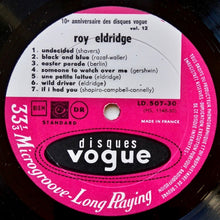 10e anniversaire des disques vogue
vol. 12
roy eldridge
1. undecided (shavers)
2. black and blue (razaf-waller)
3. easter parade (berlin)
4. someone to watch over me (gershwin)
5. une petite laitue (eldridge)
6. wild driver (eldridge)
7. if i had you (shapiro-campbell-connelly)
BIEM
DR
STANDARD
LD 507-30
MADE IN FRANCE
disques
vogue
33⅓ Microgroove-Long Playing